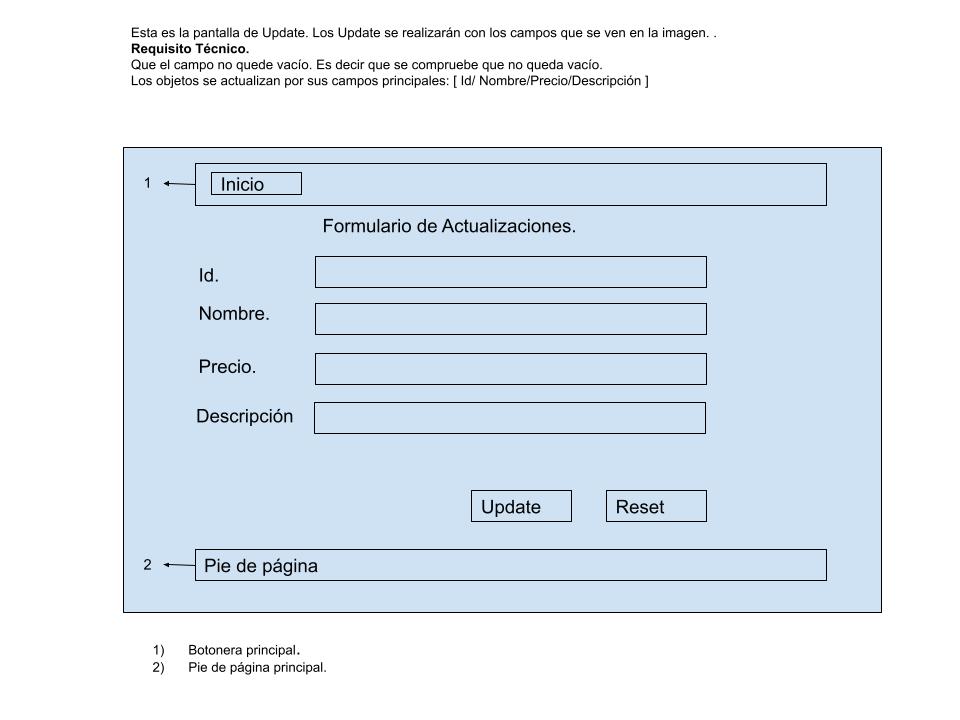 Esta es la pantalla de Update. Los Update se realizarán con los campos que se ven en la imagen. .
Requisito Técnico.
Que el campo no quede vacío. Es decir que se compruebe que no queda vacío.
Los objetos se actualizan por sus campos principales: [ Id/ Nombre/Precio/Descripción ]
1
Inicio
Formulario de Actualizaciones.
Id.
Nombre.
Precio.
Descripción
Update Reset
2
Pie de página
1) Botonera principal.
2) Pie de página principal.